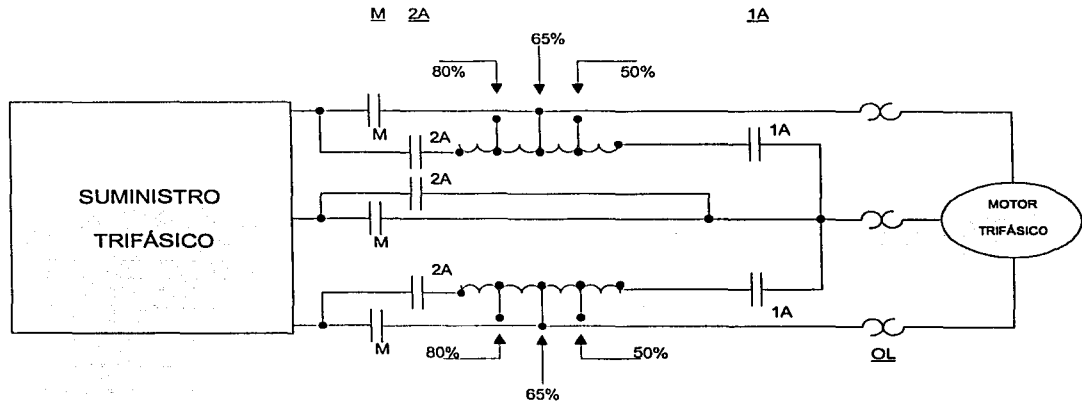 M 2A 1A
65%
80% 50%
M 2A 1A
2A
SUMINISTRO
TRIFÁSICO
M
MOTOR
TRIFÁSICO
2A
M 1A
80% 50% OL
65%